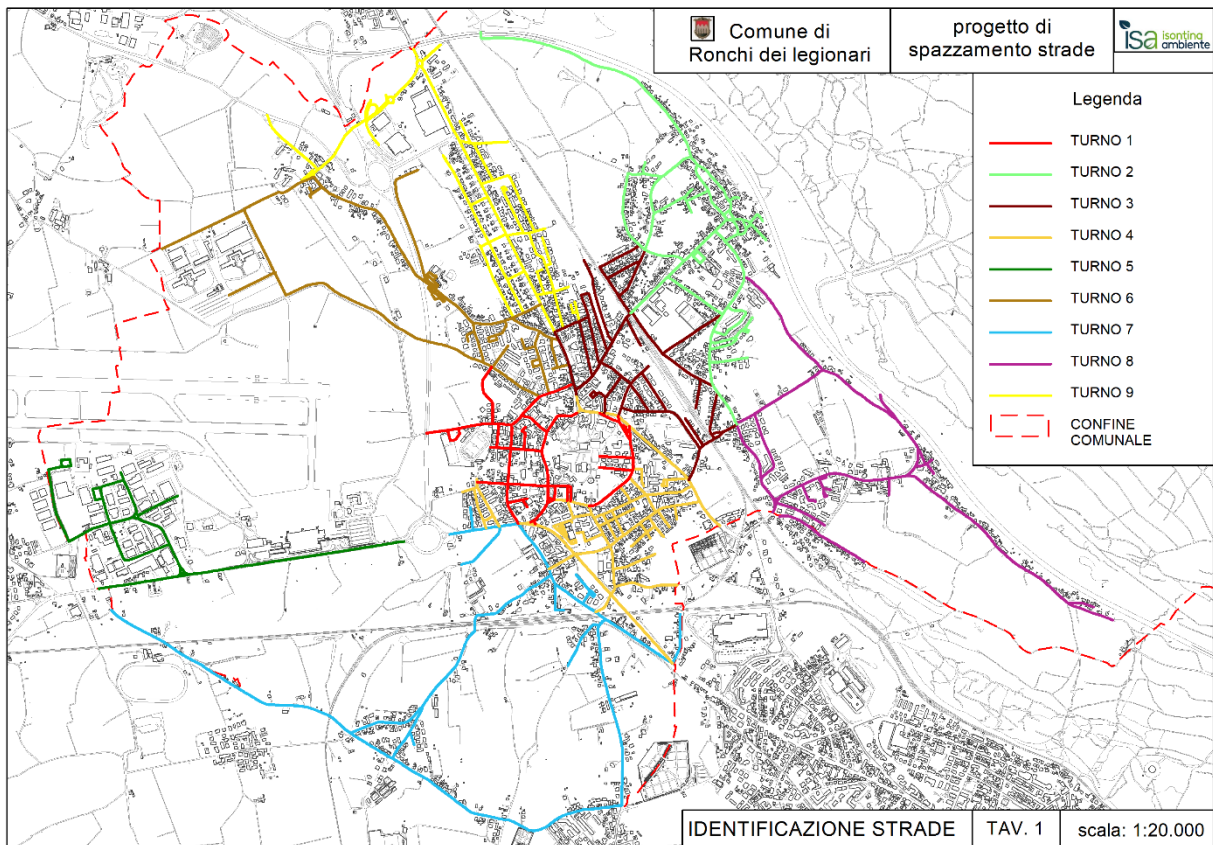 Comune di
Ronchi dei legionari
progetto di
spazzamento strade
isa isontina
ambiente
Legenda
TURNO 1
TURNO 2
TURNO 3
TURNO 4
TURNO 5
TURNO 6
TURNO 7
TURNO 8
TURNO 9
CONFINE
COMUNALE
IDENTIFICAZIONE STRADE
TAV. 1
scala: 1:20.000